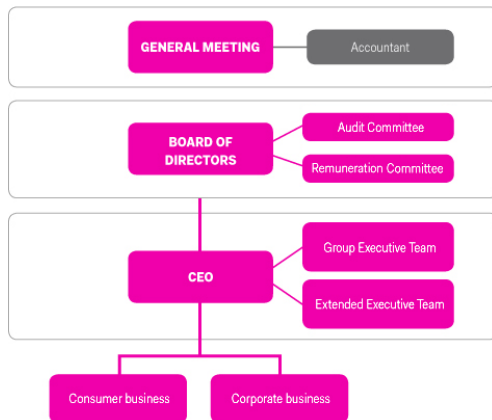 GENERAL MEETING
Accountant
BOARD OF
DIRECTORS
Audit Committee
Remuneration Committee
CEO
Group Executive Team
Extended Executive Team
Consumer business
Corporate business